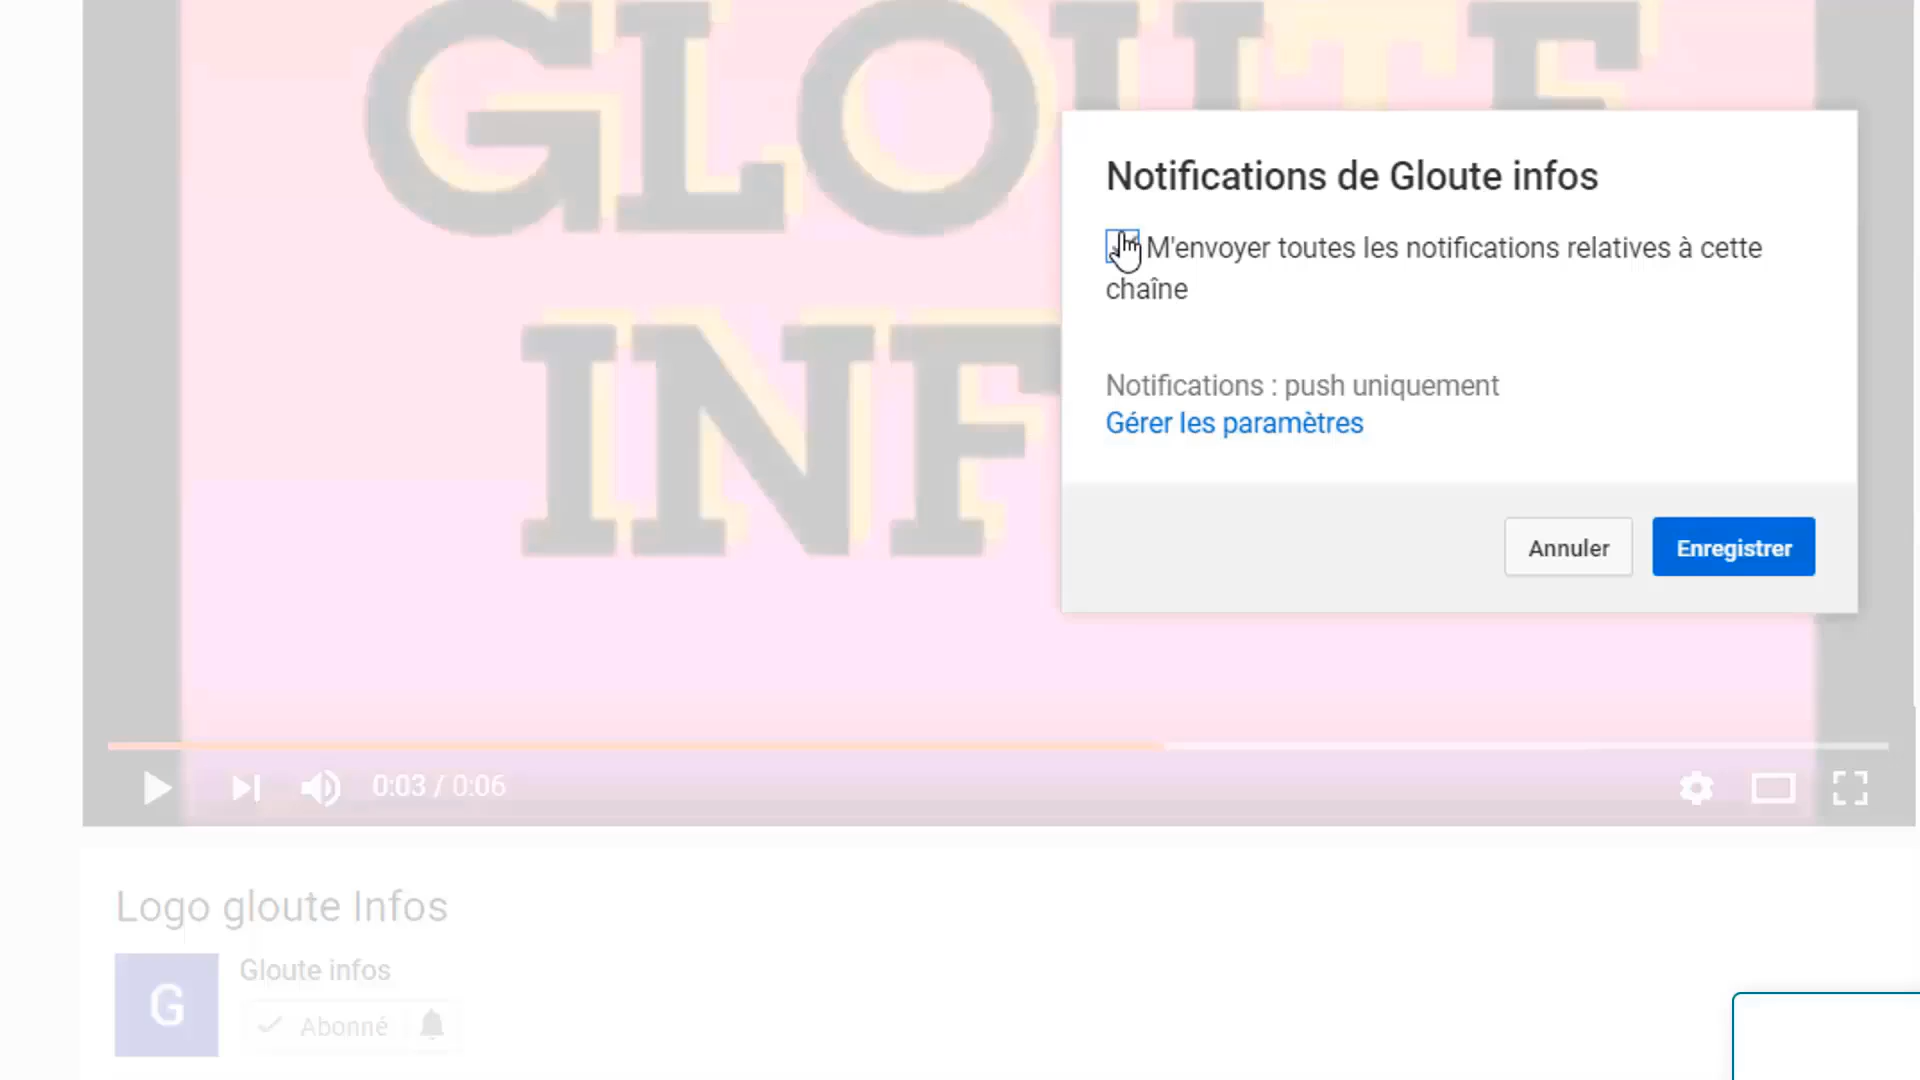 GLOUTE
INF
Notifications de Gloute infos
M'envoyer toutes les notifications relatives à cette
chaîne
Notifications : push uniquement
Gérer les paramètres
Annuler
Enregistrer
0:03 / 0:06
Logo gloute Infos
G
Gloute infos
Abonné